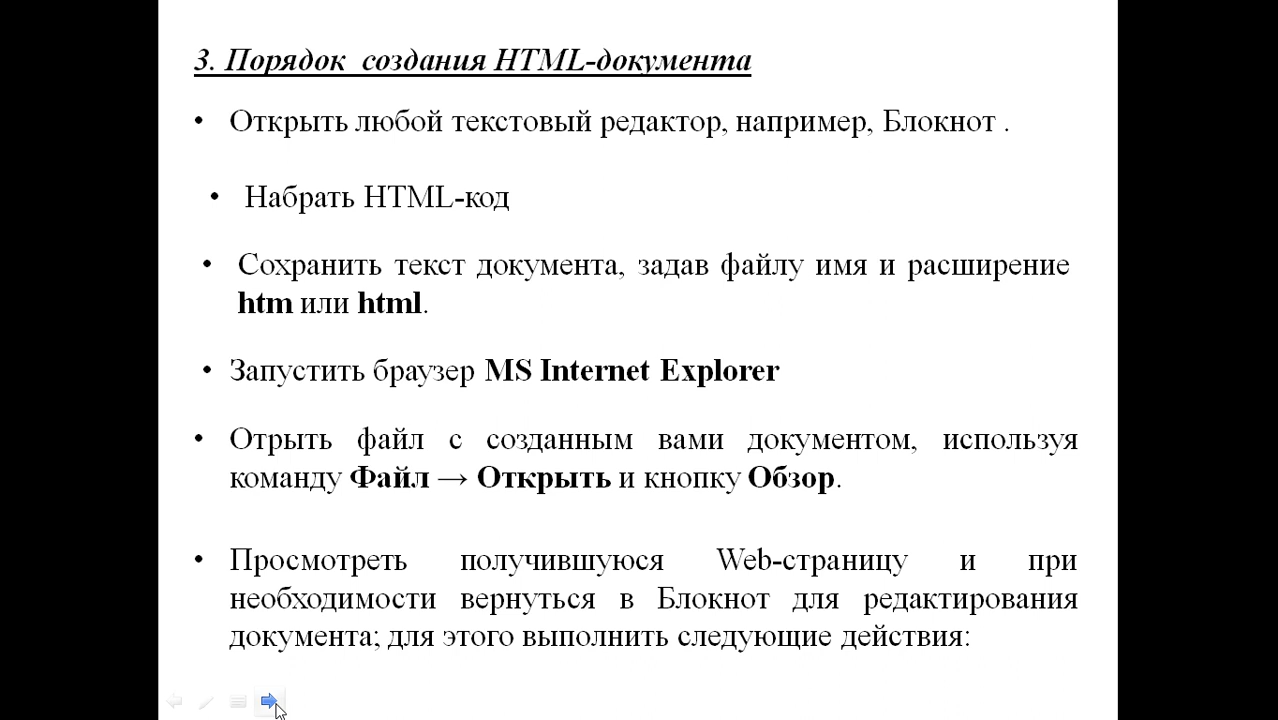 3. Порядок создания HTML-документа
• Открыть любой текстовый редактор, например, Блокнот .
• Набрать HTML-код
• Сохранить текст документа, задав файлу имя и расширение
htm или html.
• Запустить браузер MS Internet Explorer
• Отрыть файл с созданным вами документом, используя
команду Файл → Открыть и кнопку Обзор.
• Просмотреть получившуюся Web-страницу и при
необходимости вернуться в Блокнот для редактирования
документа; для этого выполнить следующие действия: